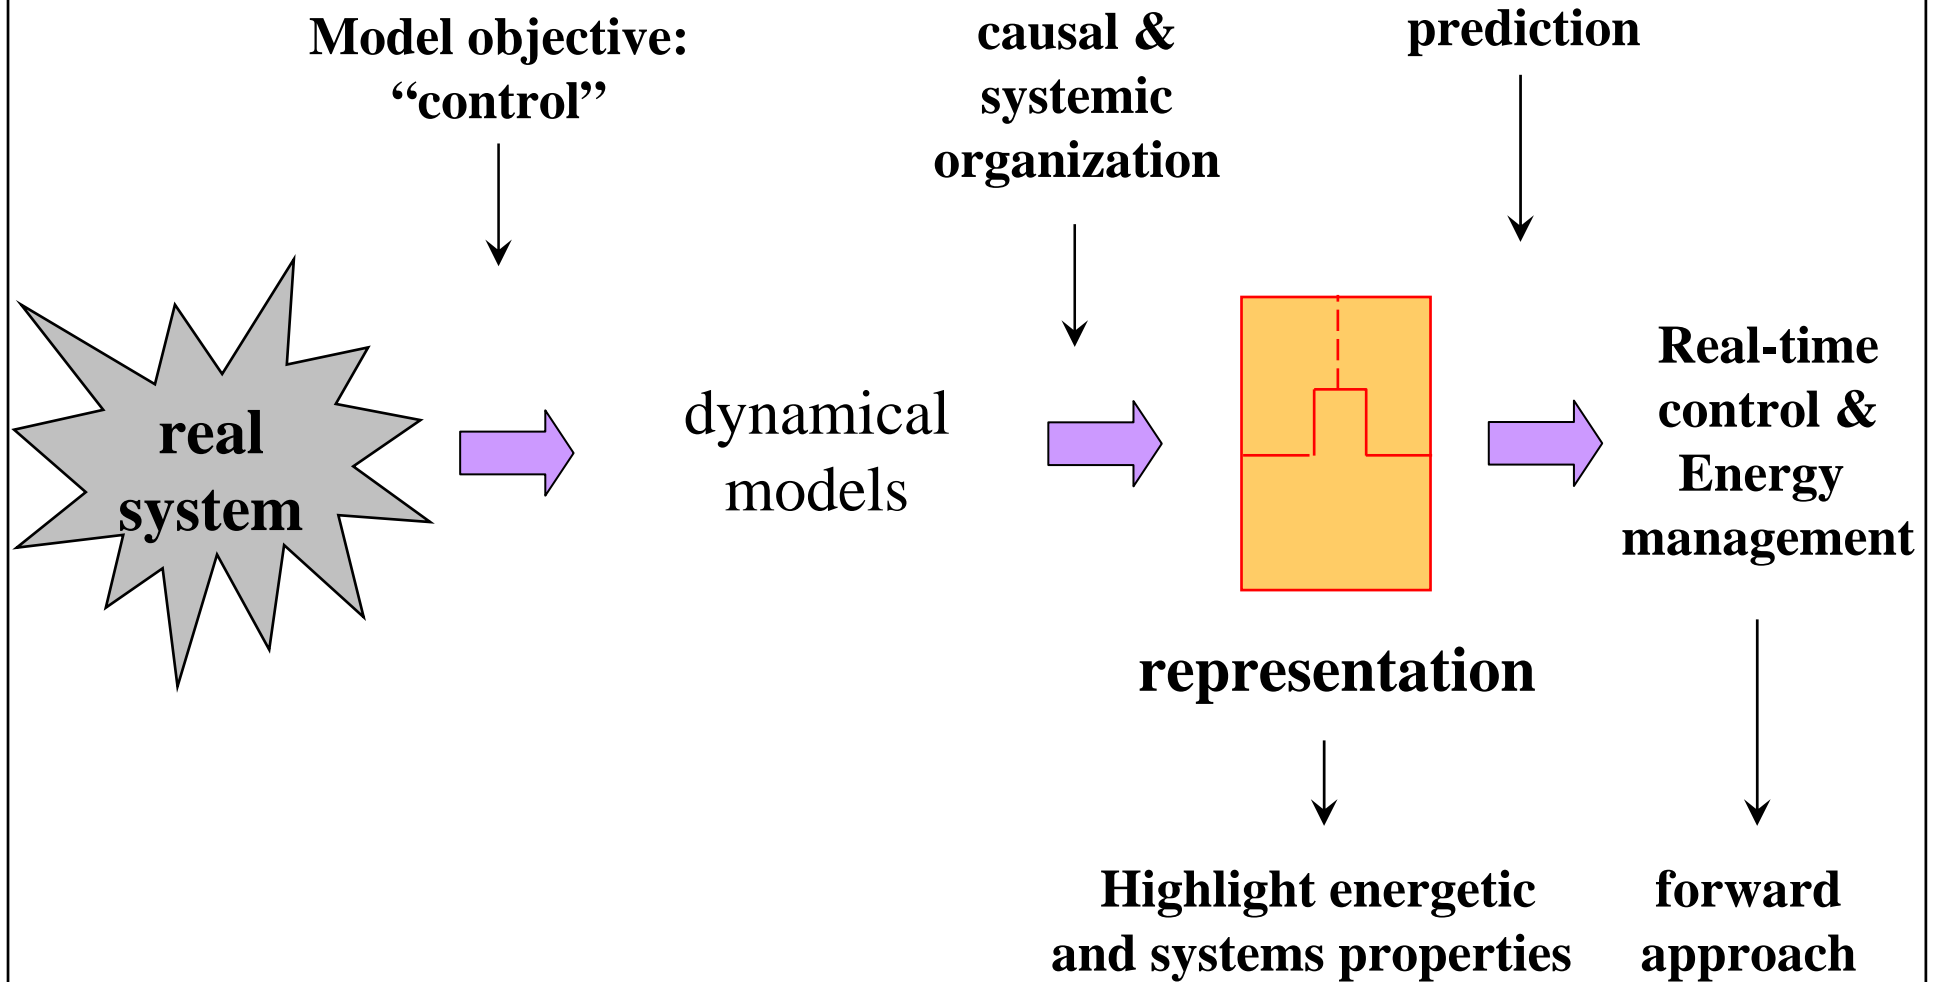 Model objective:
“control”
causal &
systemic
organization
prediction
real
system
dynamical
models
Real-time
control &
Energy
management
representation
Highlight energetic
and systems properties
forward
approach